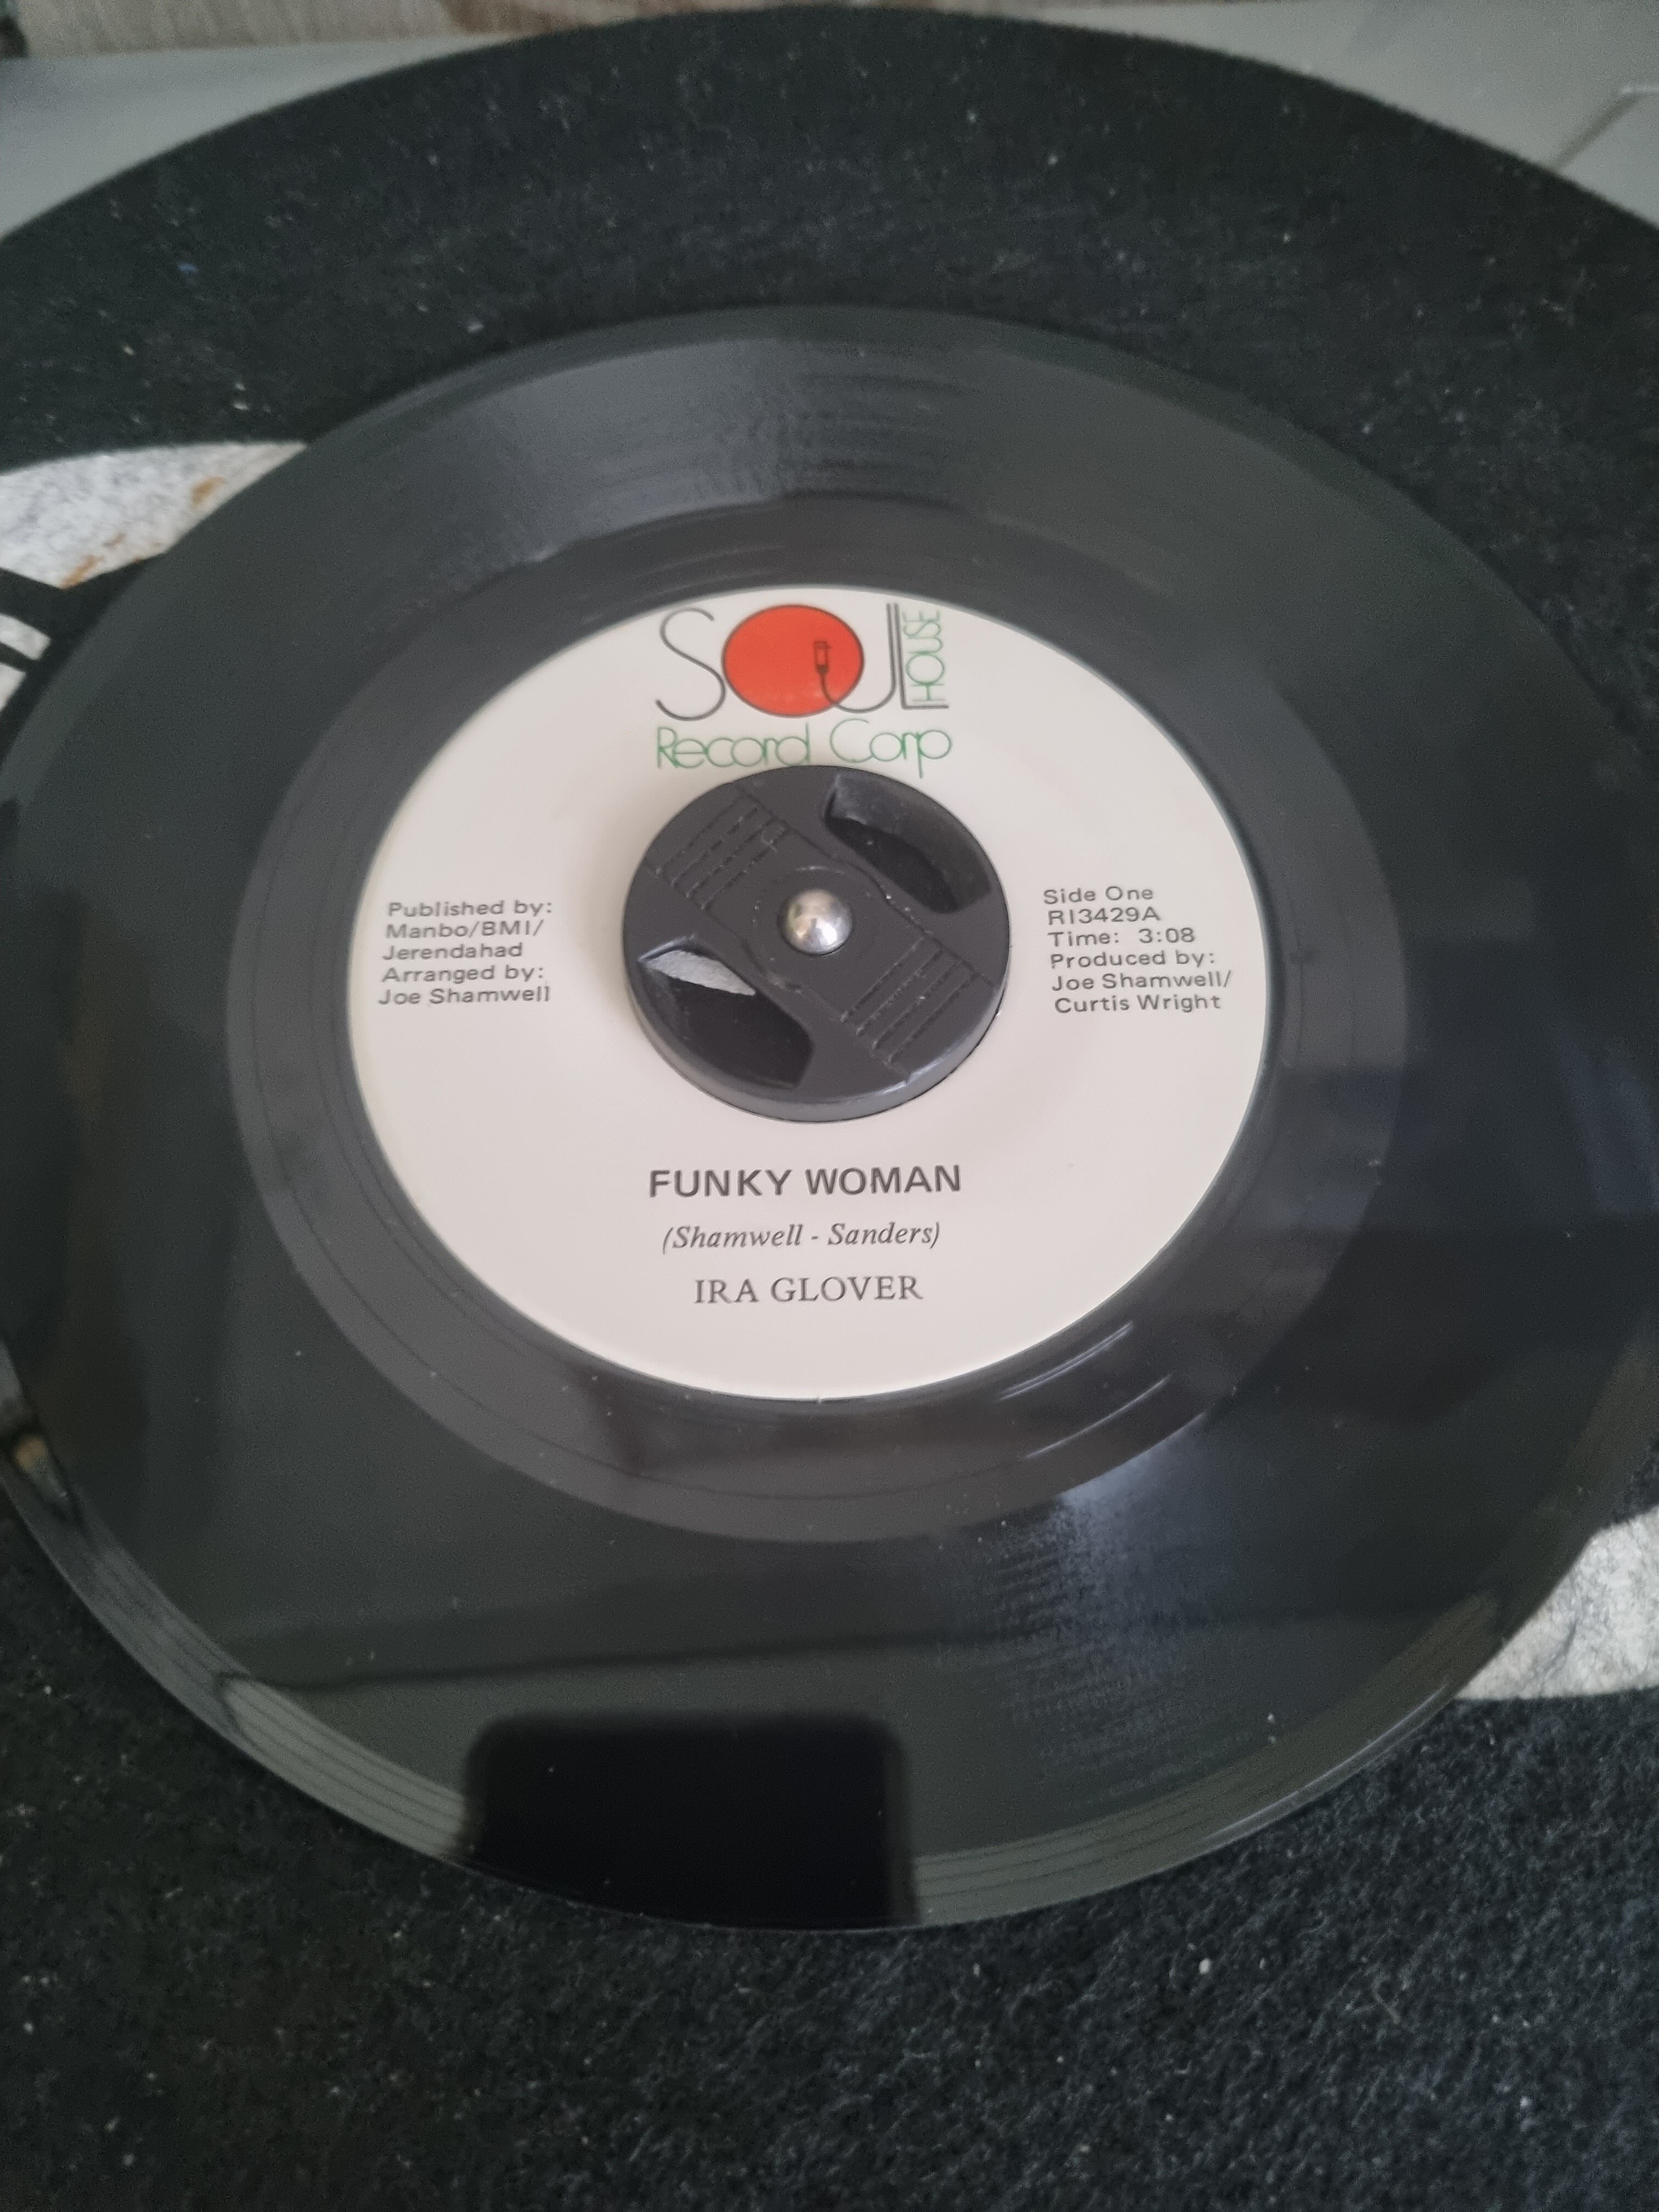 SOUL HOUSE
Record Corp
Published by:
Manbo/BMI/
Jerendahad
Arranged by:
Joe Shamwell
Side One
RI3429A
Time: 3:08
Produced by:
Joe Shamwell/
Curtis Wright
FUNKY WOMAN
(Shamwell - Sanders)
IRA GLOVER